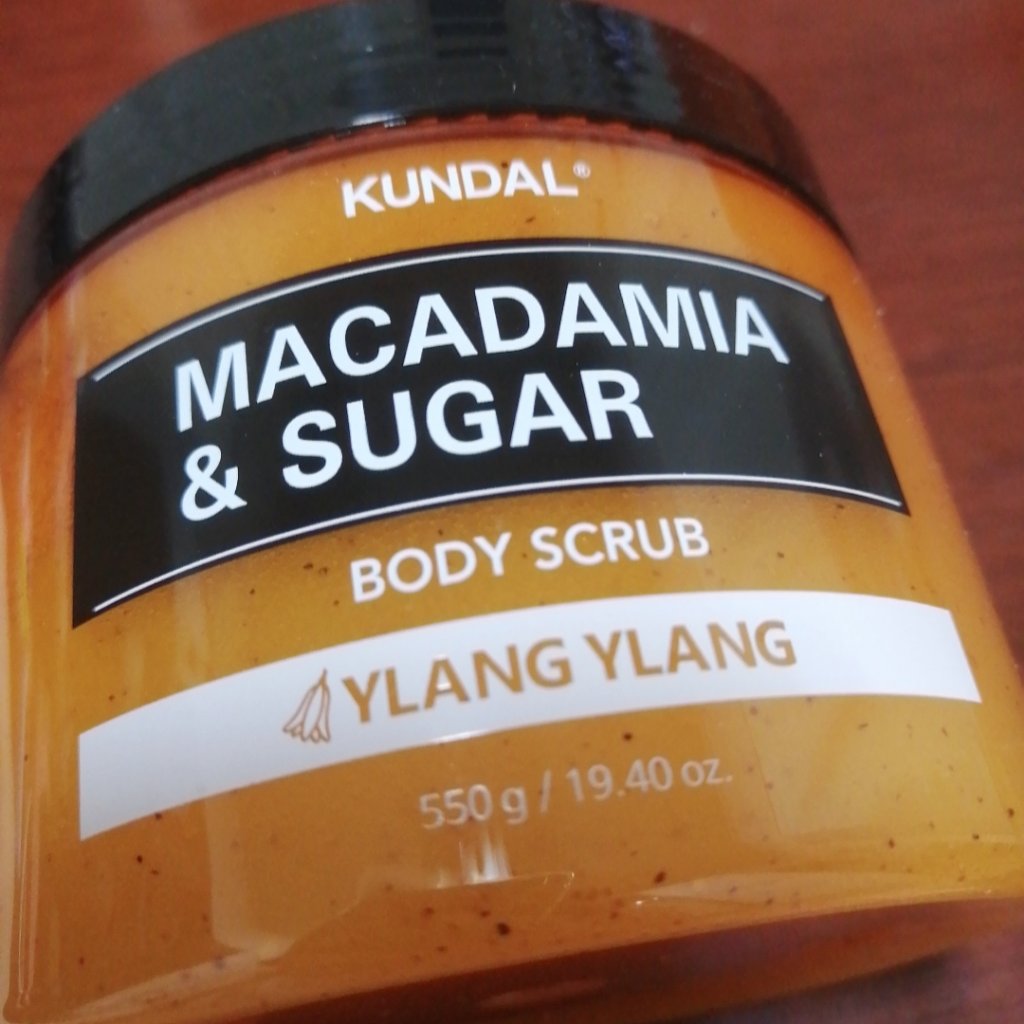 KUNDAL®
MACADAMIA
& SUGAR
BODY SCRUB
YLANG YLANG
550 g / 19.40 oz.